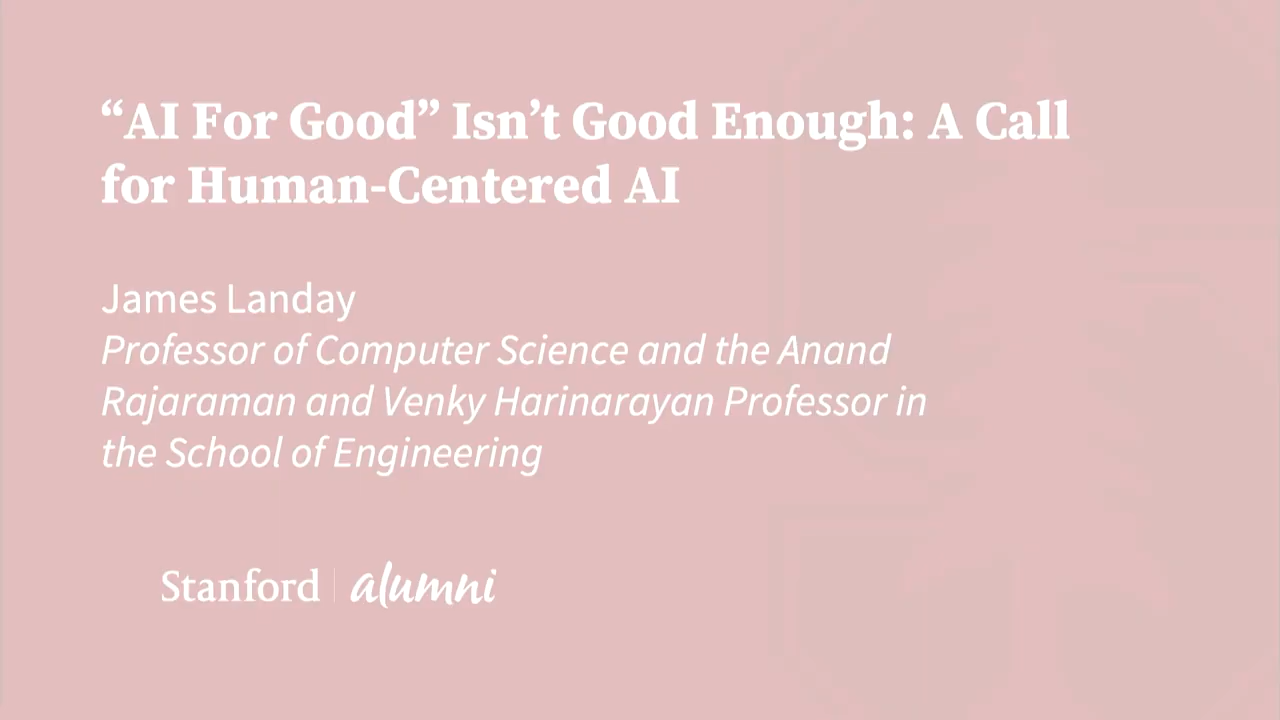 “AI For Good” Isn’t Good Enough: A Call
for Human-Centered AI
James Landay
Professor of Computer Science and the Anand
Rajaraman and Venky Harinarayan Professor in
the School of Engineering
Stanford | alumni